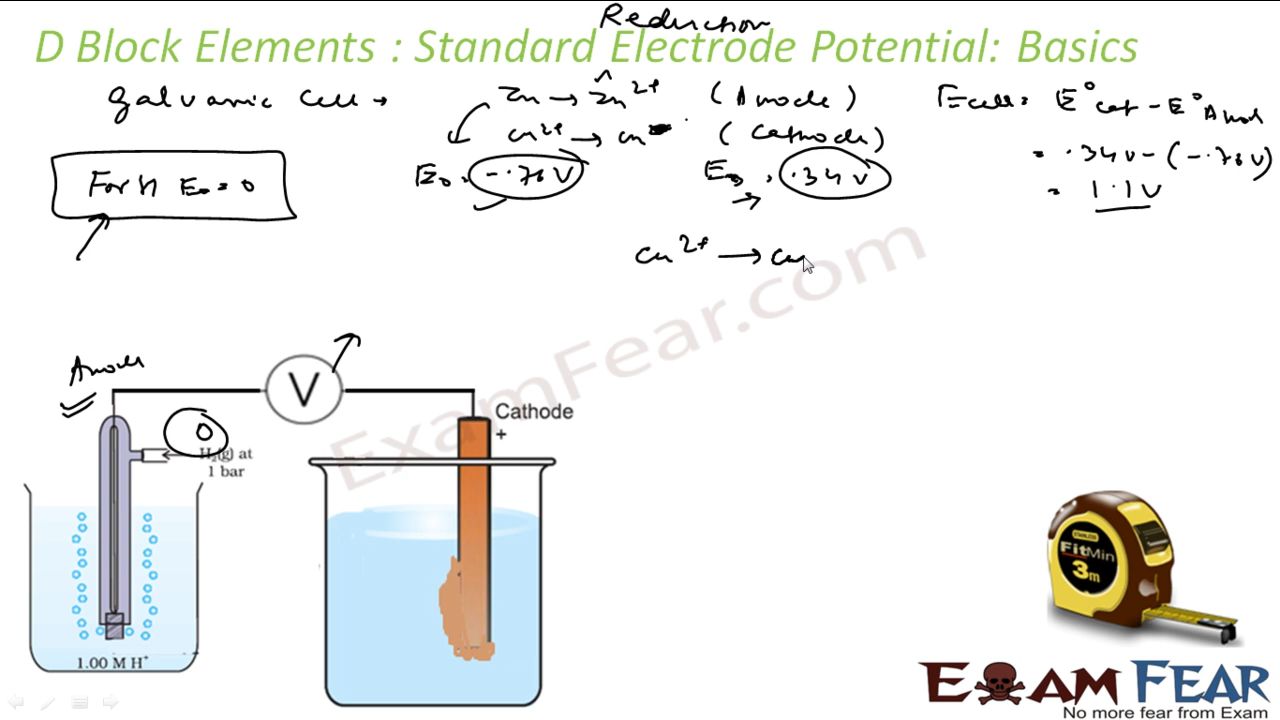 Reduction
D Block Elements : Standard Electrode Potential: Basics
Galvanic Cell → Zn → Zn²⁺ (Anode) Ecell = E°cat - E°Anod
Cu²⁺ → Cu (Cathode)
= .34V - (-.76V)
For H E₀ = 0
E₀ = -.76V E₀ = .34V
= 1.1V
Cu²⁺ → Cu
Anode
V
Cathode
+
0
H₂(g) at
1 bar
1.00 M H⁺
ExamFear.com
STAINLESS
FitMin
3m
EXAM FEAR
No more fear from Exam